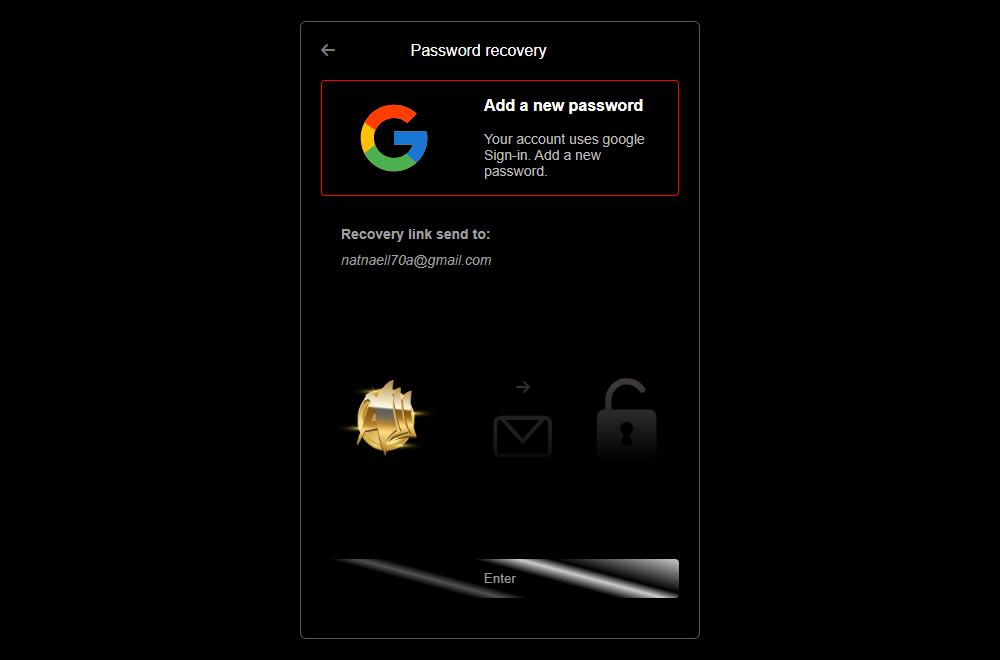 Password recovery
Add a new password
Your account uses google
Sign-in. Add a new
password.
Recovery link send to:
natnaell70a@gmail.com
All
Enter